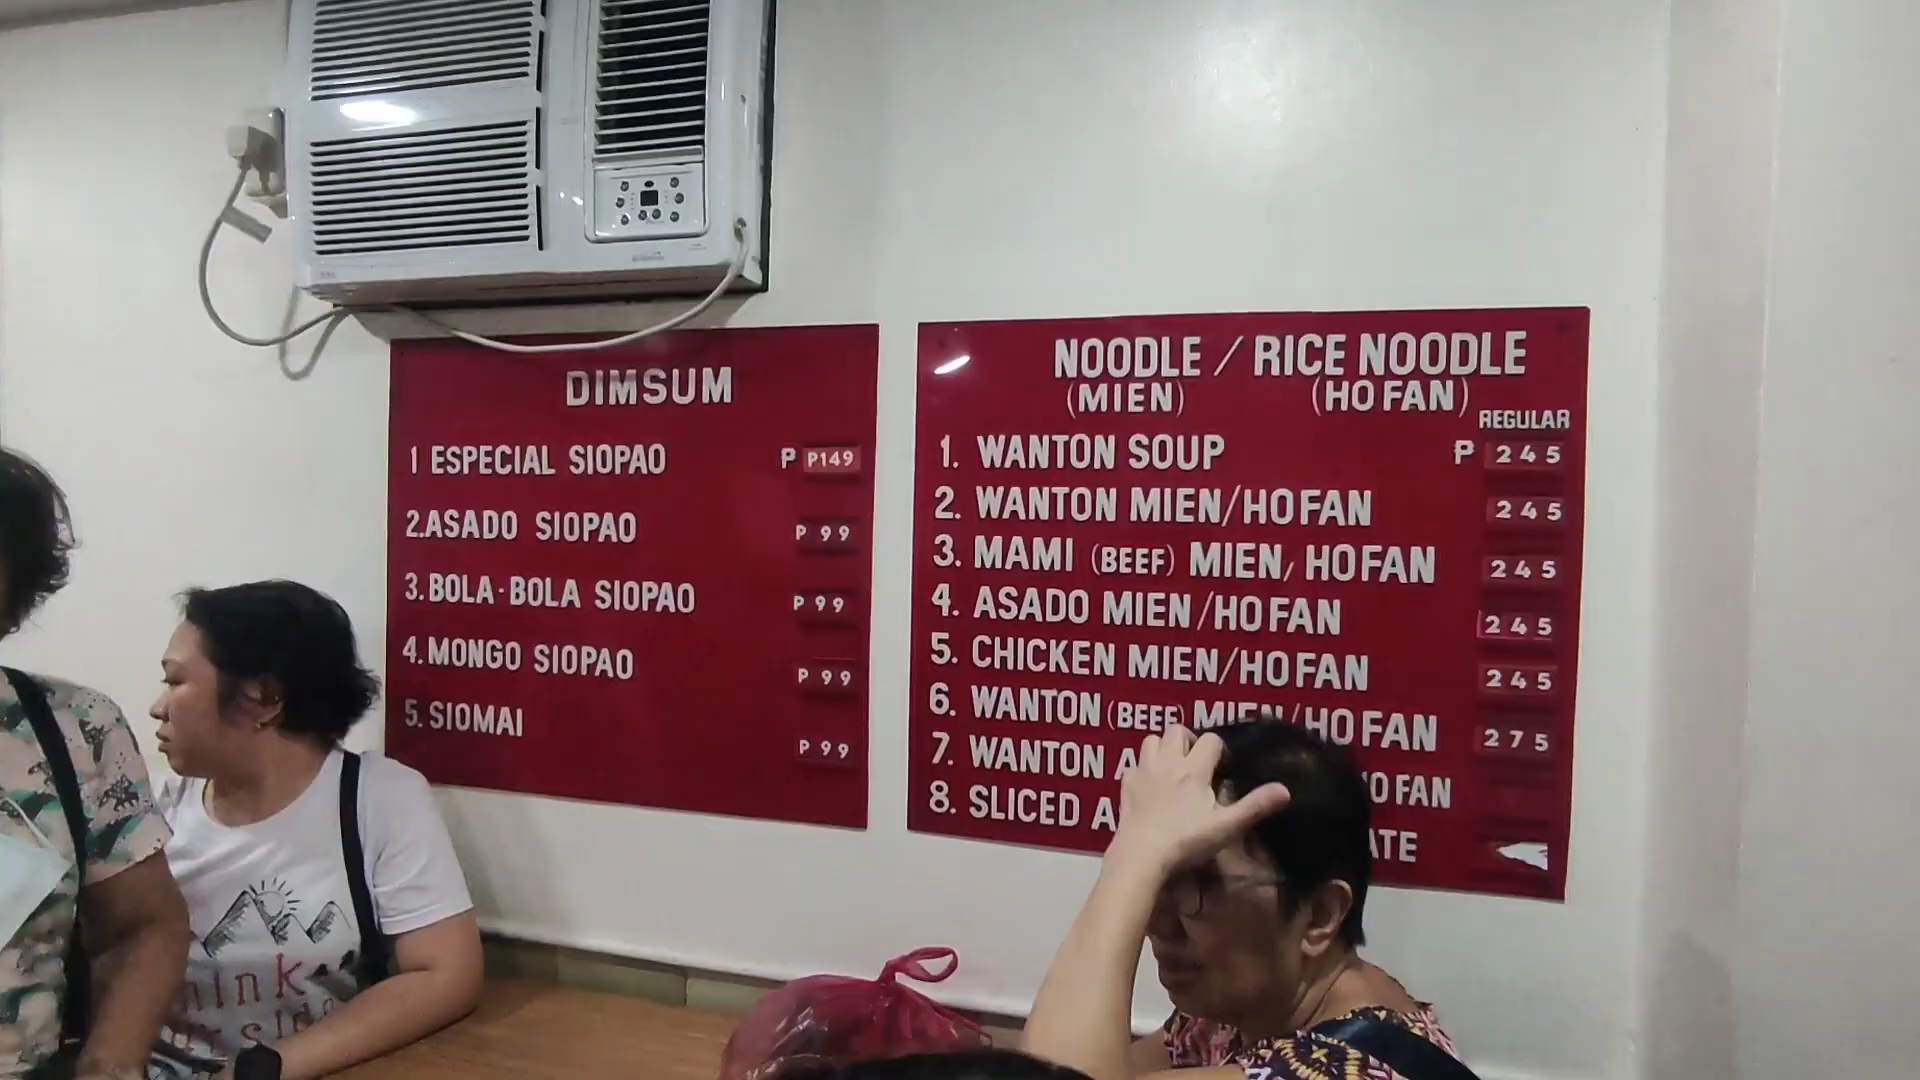 DIMSUM
1 ESPECIAL SIOPAO ₱ P149
2. ASADO SIOPAO P 99
3. BOLA-BOLA SIOPAO P 99
4. MONGO SIOPAO P 99
5. SIOMAI P 99
NOODLE / RICE NOODLE
(MIEN) (HO FAN)
REGULAR
1. WANTON SOUP ₱ 245
2. WANTON MIEN/HOFAN 245
3. MAMI (BEEF) MIEN/HOFAN 245
4. ASADO MIEN/HOFAN 245
5. CHICKEN MIEN/HOFAN 245
6. WANTON (BEEF) MIEN/HOFAN 275
7. WANTON FAN
8. SLICED